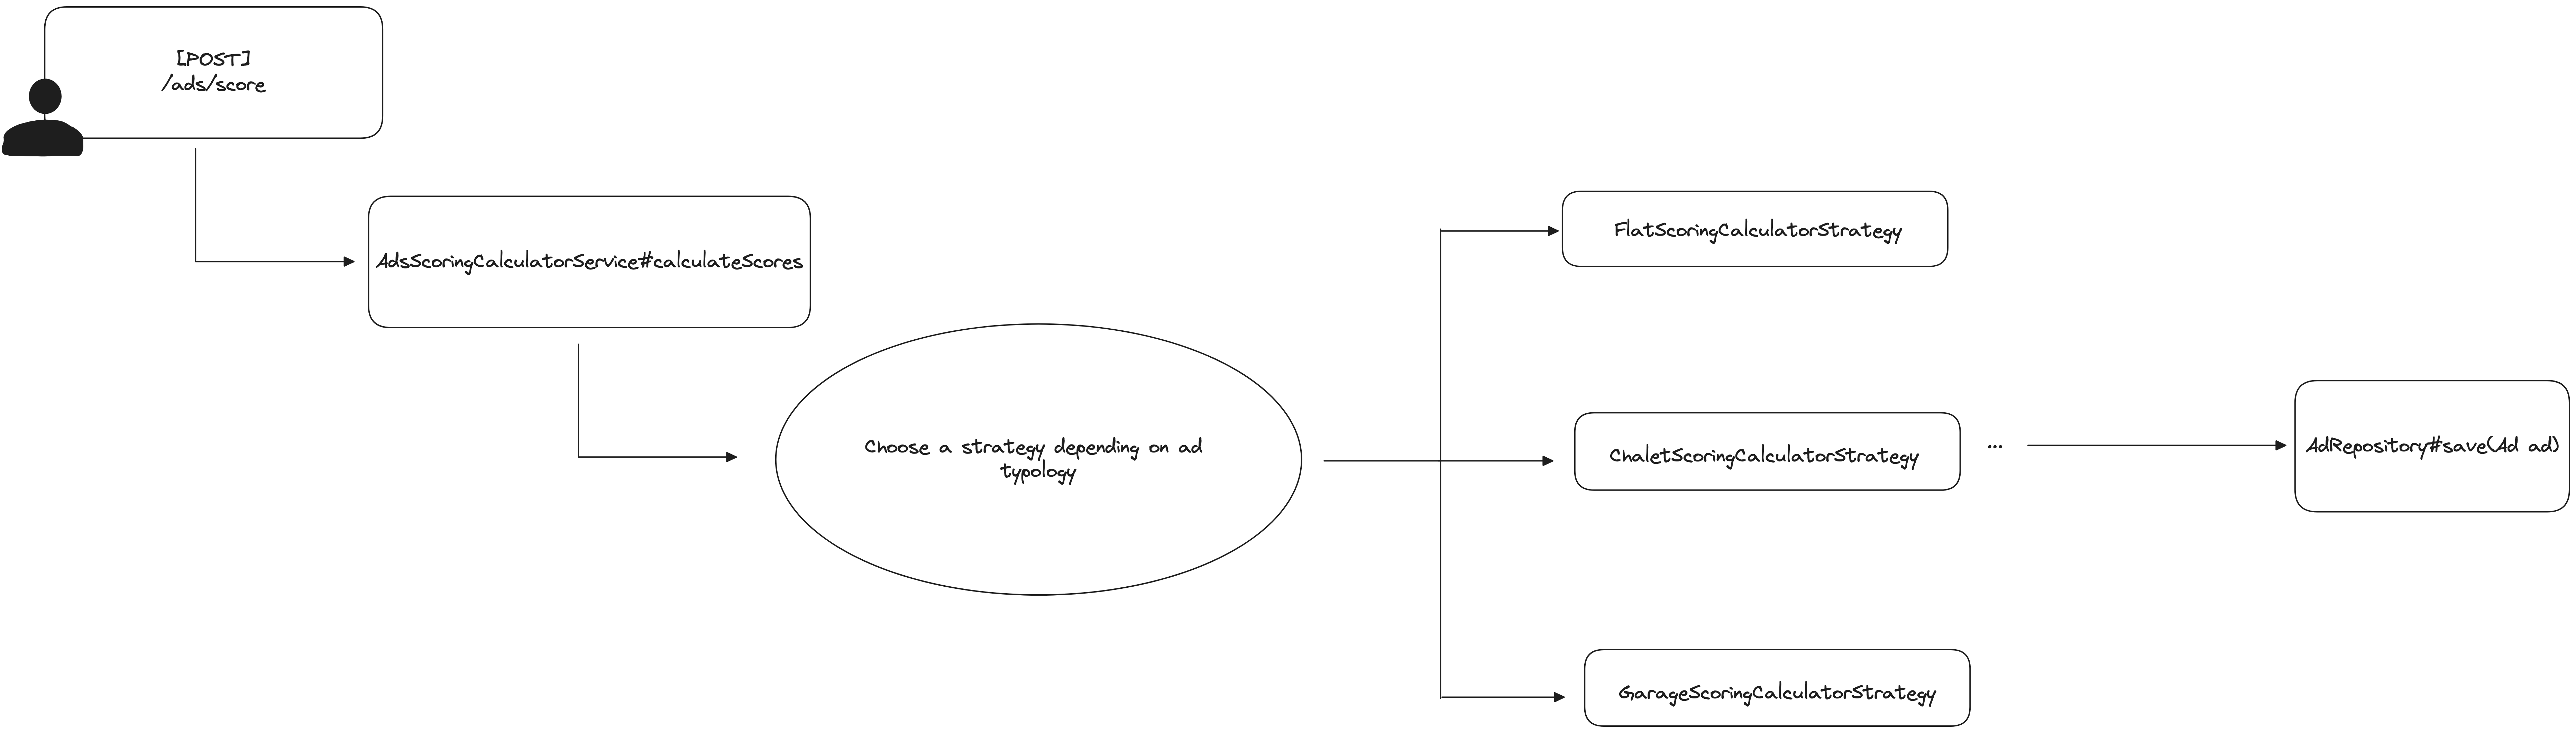 [POST]
/ads/score
AdsScoringCalculatorService#calculateScores
Choose a strategy depending on ad
typology
FlatScoringCalculatorStrategy
ChaletScoringCalculatorStrategy
GarageScoringCalculatorStrategy
...
AdRepository#save(Ad ad)